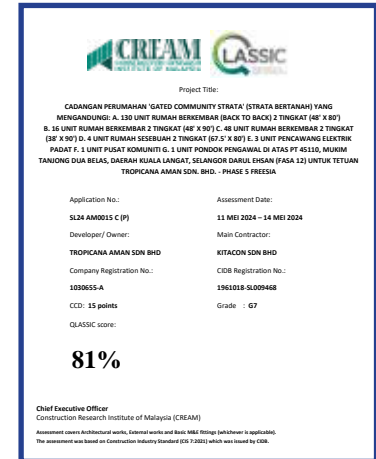 CREAM
CONSTRUCTION RESEARCH
INSTITUTE OF MALAYSIA
QLASSIC
Project Title:
CADANGAN PERUMAHAN 'GATED COMMUNITY STRATA' (STRATA BERTANAH) YANG
MENGANDUNGI: A. 130 UNIT RUMAH BERKEMBAR (BACK TO BACK) 2 TINGKAT (48' X 80')
B. 16 UNIT RUMAH BERKEMBAR 2 TINGKAT (48' X 90') C. 48 UNIT RUMAH BERKEMBAR 2 TINGKAT
(38' X 90') D. 4 UNIT RUMAH SESEBUAH 2 TINGKAT (67.5' X 80') E. 3 UNIT PENCAWANG ELEKTRIK
PADAT F. 1 UNIT PUSAT KOMUNITI G. 1 UNIT PONDOK PENGAWAL DI ATAS PT 45110, MUKIM
TANJONG DUA BELAS, DAERAH KUALA LANGAT, SELANGOR DARUL EHSAN (FASA 12) UNTUK TETUAN
TROPICANA AMAN SDN. BHD. - PHASE 5 FREESIA
Application No.: Assessment Date:
SL24 AM0015 C (P) 11 MEI 2024 – 14 MEI 2024
Developer/ Owner: Main Contractor:
TROPICANA AMAN SDN BHD KITACON SDN BHD
Company Registration No.: CIDB Registration No.:
1030655-A 1961018-SL009468
CCD: 15 points Grade : G7
QLASSIC score:
81%
Chief Executive Officer
Construction Research Institute of Malaysia (CREAM)
Assessment covers Architectural works, External works and Basic M&E fittings (whichever is applicable).
The assessment was based on Construction Industry Standard (CIS 7:2021) which was issued by CIDB.